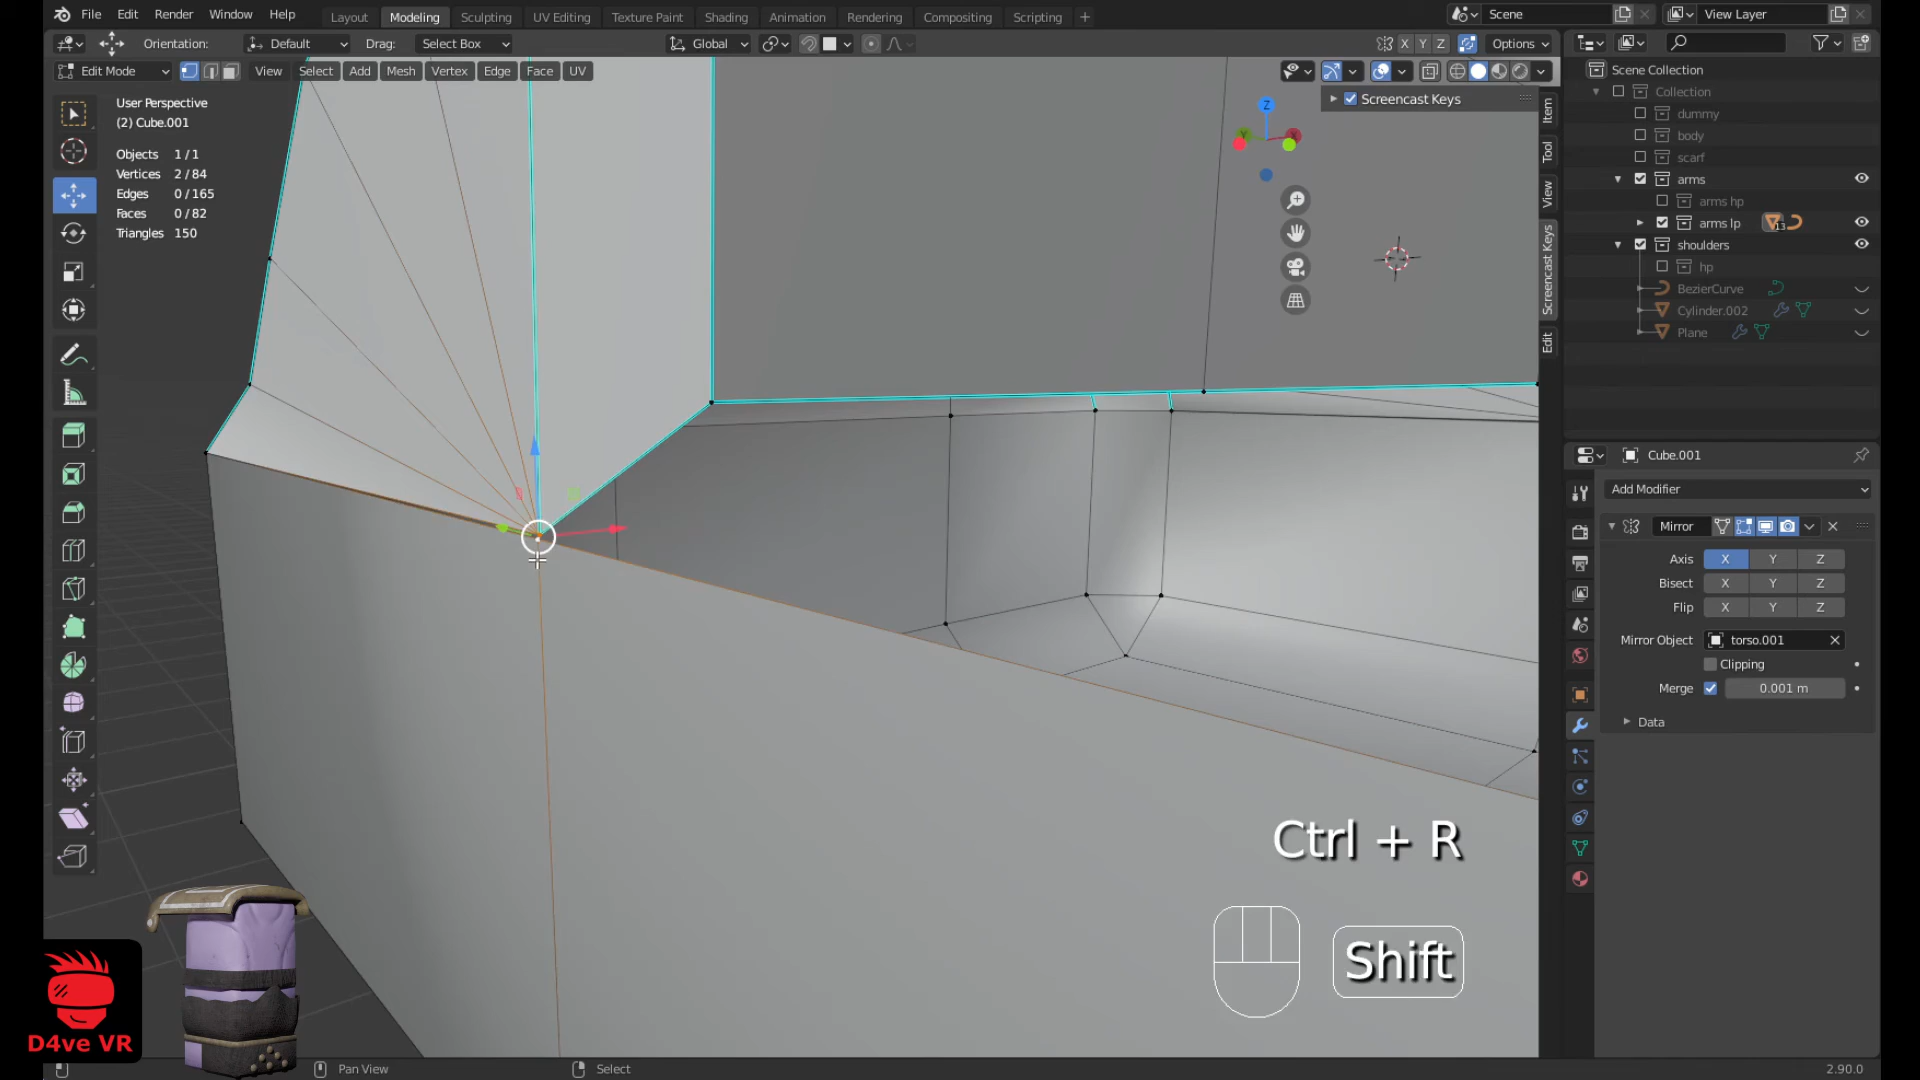 File Edit Render Window Help
Layout Modeling Sculpting UV Editing Texture Paint Shading Animation Rendering Compositing Scripting +
Scene
View Layer
Orientation: Default Drag: Select Box
Global
X Y Z
Options
Edit Mode View Select Add Mesh Vertex Edge Face UV
User Perspective
(2) Cube.001
Objects 1/1
Vertices 2/84
Edges 0/165
Faces 0/82
Triangles 150
Screencast Keys
Z
Item
Tool
View
Screencast Keys
Edit
Scene Collection
Collection
dummy
body
scarf
arms
arms hp
arms lp
13
shoulders
hp
BezierCurve
Cylinder.002
Plane
Cube.001
Add Modifier
Mirror
Axis X Y Z
Bisect X Y Z
Flip X Y Z
Mirror Object torso.001
Clipping
Merge 0.001 m
Data
Ctrl + R
Shift
D4ve VR
Pan View
Select
2.90.0